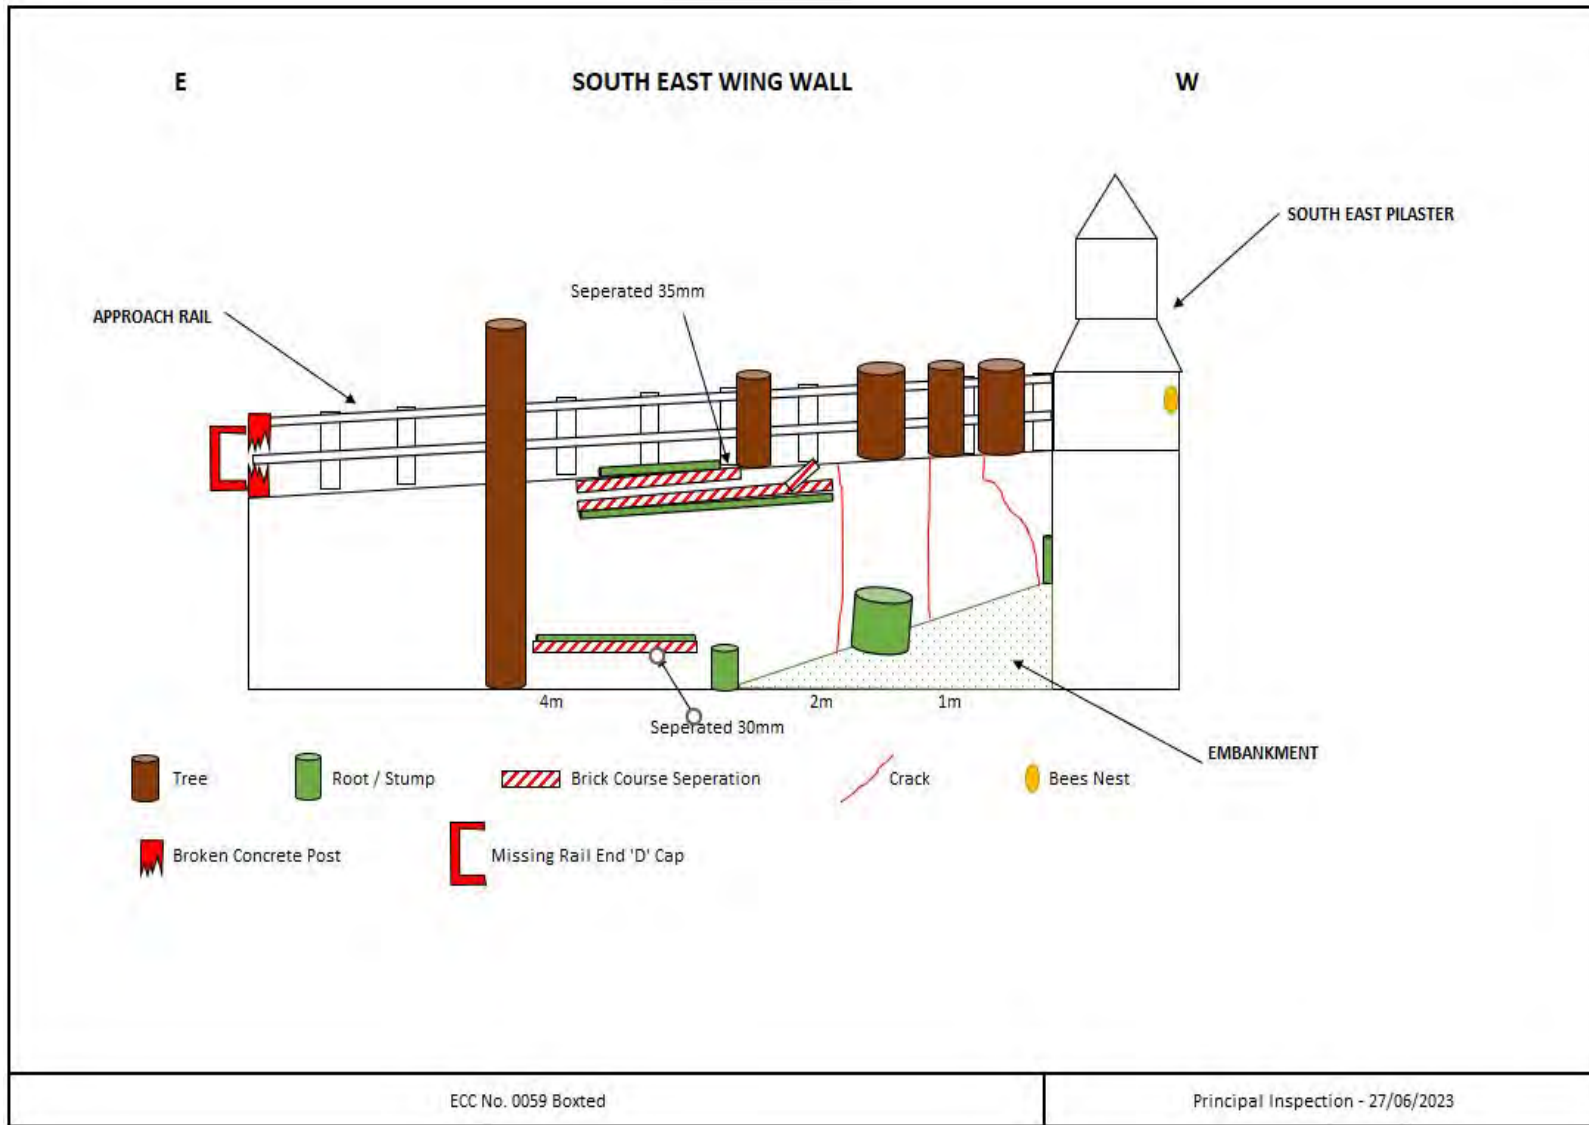 E
SOUTH EAST WING WALL
W
SOUTH EAST PILASTER
Seperated 35mm
APPROACH RAIL
4m
2m
1m
Seperated 30mm
EMBANKMENT
Tree
Root / Stump
Brick Course Seperation
Crack
Bees Nest
Broken Concrete Post
Missing Rail End 'D' Cap
ECC No. 0059 Boxted
Principal Inspection - 27/06/2023